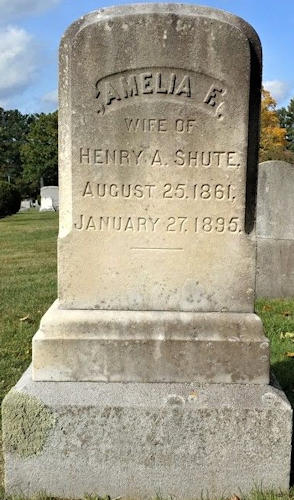 AMELIA F.
WIFE OF
HENRY A. SHUTE.
AUGUST 25. 1861.
JANUARY 27. 1895.